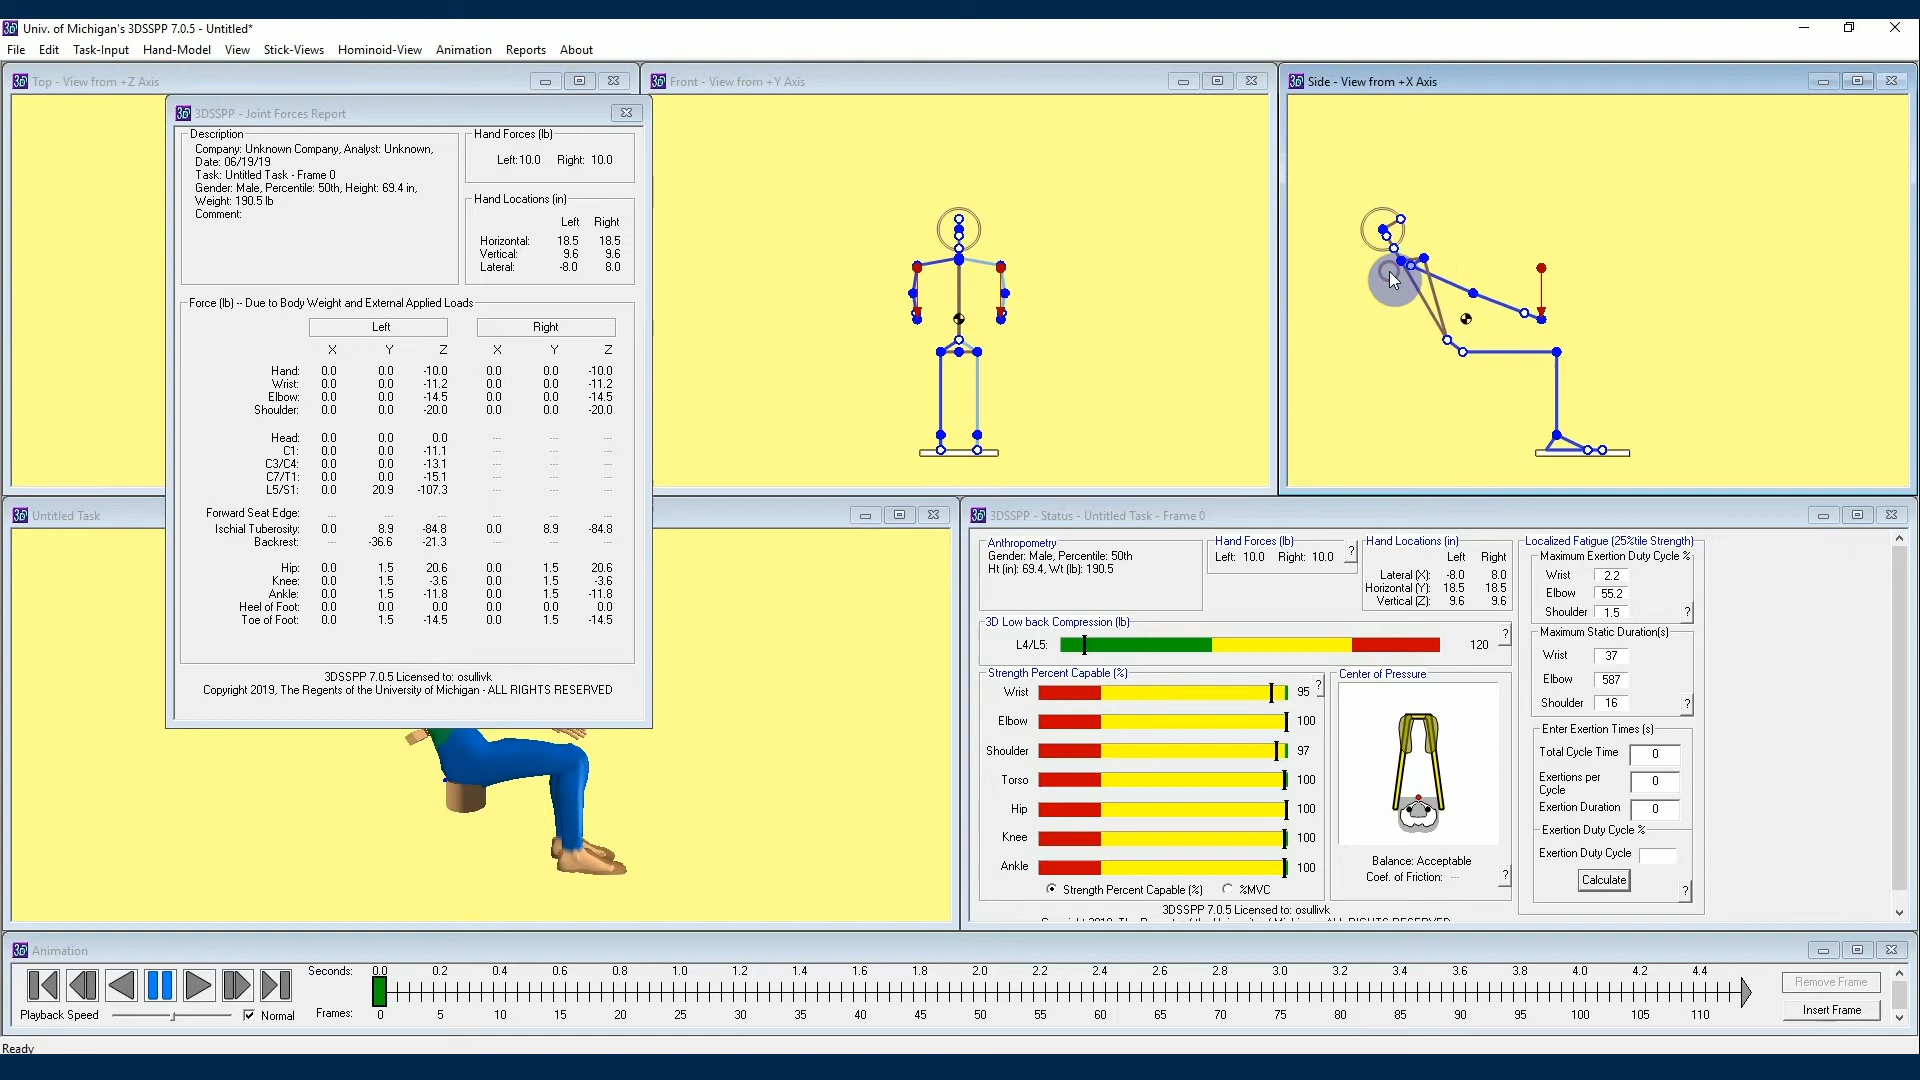 Univ. of Michigan's 3DSSPP 7.0.5 - Untitled*
File Edit Task-Input Hand-Model View Stick-Views Hominoid-View Animation Reports About
Top - View from +Z Axis
Front - View from +Y Axis
Side - View from +X Axis
3DSSPP - Joint Forces Report
Description
Company: Unknown Company, Analyst: Unknown,
Date: 06/19/19
Task: Untitled Task - Frame 0
Gender: Male, Percentile: 50th, Height: 69.4 in,
Weight: 190.5 lb
Comment:
Hand Forces (lb)
Left: 10.0 Right: 10.0
Hand Locations (in)
Left Right
Horizontal: 18.5 18.5
Vertical: 9.6 9.6
Lateral: -8.0 8.0
Force (lb) -- Due to Body Weight and External Applied Loads
Left Right
X Y Z X Y Z
Hand: 0.0 0.0 -10.0 0.0 0.0 -10.0
Wrist: 0.0 0.0 -11.2 0.0 0.0 -11.2
Elbow: 0.0 0.0 -14.5 0.0 0.0 -14.5
Shoulder: 0.0 0.0 -20.0 0.0 0.0 -20.0
Head: 0.0 0.0 0.0 --- --- ---
C1: 0.0 0.0 -11.1 --- --- ---
C3/C4: 0.0 0.0 -13.1 --- --- ---
C7/T1: 0.0 0.0 -15.1 --- --- ---
L5/S1: 0.0 20.9 -107.3 --- --- ---
Forward Seat Edge: --- --- --- --- --- ---
Ischial Tuberosity: 0.0 8.9 -84.8 0.0 8.9 -84.8
Backrest: --- -36.6 -21.3 --- --- ---
Hip: 0.0 1.5 20.6 0.0 1.5 20.6
Knee: 0.0 1.5 -3.6 0.0 1.5 -3.6
Ankle: 0.0 1.5 -11.8 0.0 1.5 -11.8
Heel of Foot: 0.0 0.0 0.0 0.0 0.0 0.0
Toe of Foot: 0.0 1.5 -14.5 0.0 1.5 -14.5
3DSSPP 7.0.5 Licensed to: osullivk
Copyright 2019, The Regents of the University of Michigan - ALL RIGHTS RESERVED
Untitled Task
3DSSPP - Status - Untitled Task - Frame 0
Anthropometry
Gender: Male, Percentile: 50th
Ht (in): 69.4, Wt (lb): 190.5
Hand Forces (lb)
Left: 10.0 Right: 10.0 ?
Hand Locations (in)
Left Right
Lateral (X): -8.0 8.0
Horizontal (Y): 18.5 18.5
Vertical (Z): 9.6 9.6
3D Low back Compression (lb)
L4/L5: 120 ?
Strength Percent Capable (%)
Wrist 95 ?
Elbow 100
Shoulder 97
Torso 100
Hip 100
Knee 100
Ankle 100
Strength Percent Capable (%) %MVC
Center of Pressure
Balance: Acceptable
Coef. of Friction: --- ?
3DSSPP 7.0.5 Licensed to: osullivk
Localized Fatigue (25%tile Strength)
Maximum Exertion Duty Cycle %
Wrist 2.2
Elbow 55.2
Shoulder 1.5 ?
Maximum Static Duration(s)
Wrist 37
Elbow 587
Shoulder 16 ?
Enter Exertion Times (s)
Total Cycle Time 0
Exertions per
Cycle 0
Exertion Duration 0
Exertion Duty Cycle %
Exertion Duty Cycle
Calculate ?
Animation
Seconds: 0.0 0.2 0.4 0.6 0.8 1.0 1.2 1.4 1.6 1.8 2.0 2.2 2.4 2.6 2.8 3.0 3.2 3.4 3.6 3.8 4.0 4.2 4.4
Remove Frame
Playback Speed Normal
Frames: 0 5 10 15 20 25 30 35 40 45 50 55 60 65 70 75 80 85 90 95 100 105 110
Insert Frame
Ready